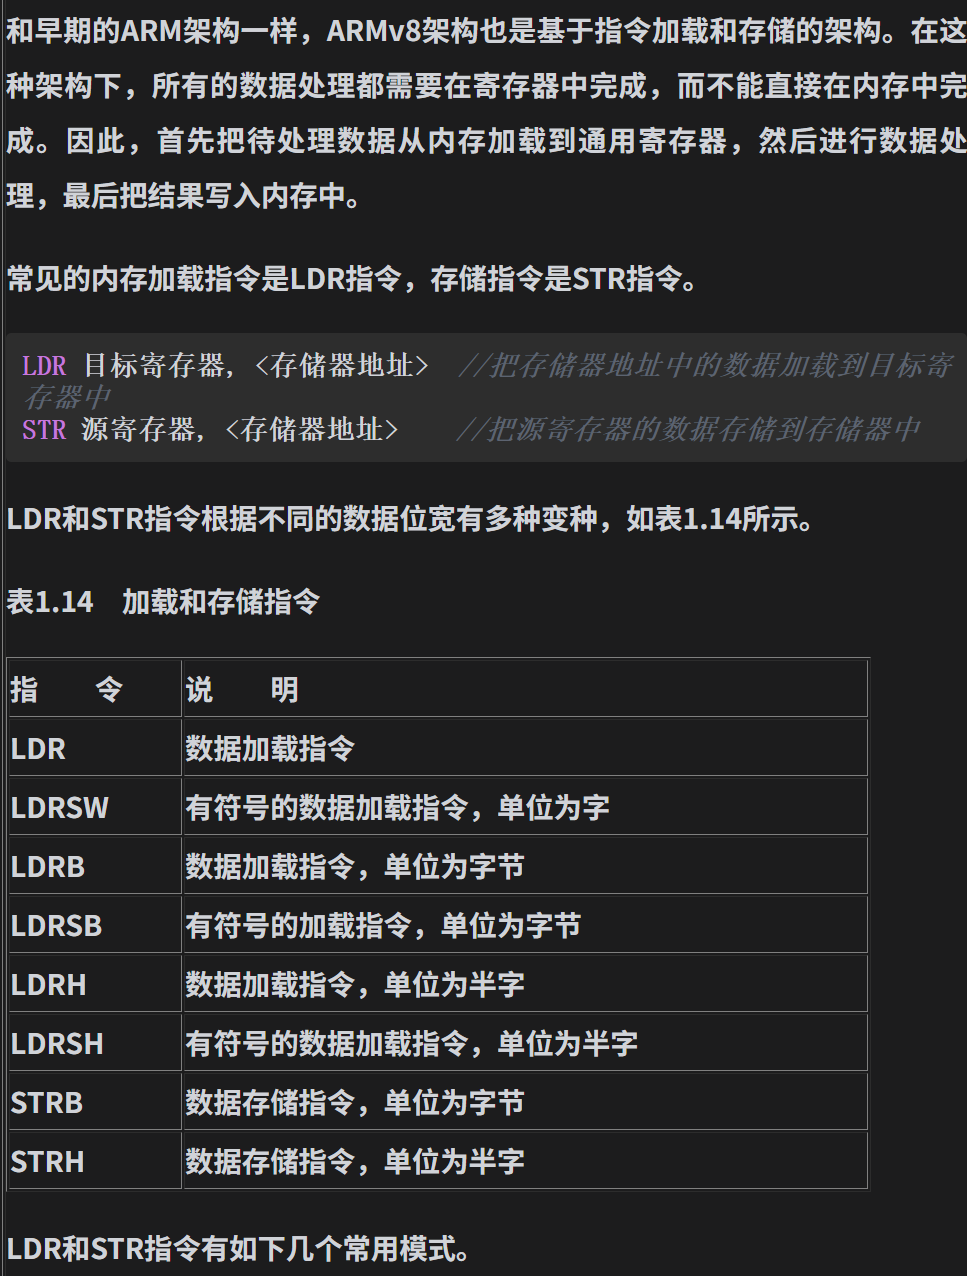 和早期的ARM架构一样，ARMv8架构也是基于指令加载和存储的架构。在这
种架构下，所有的数据处理都需要在寄存器中完成，而不能直接在内存中完
成。因此，首先把待处理数据从内存加载到通用寄存器，然后进行数据处
理，最后把结果写入内存中。
常见的内存加载指令是LDR指令，存储指令是STR指令。
LDR 目标寄存器，<存储器地址> //把存储器地址中的数据加载到目标寄
存器中
STR 源寄存器，<存储器地址> //把源寄存器的数据存储到存储器中
LDR和STR指令根据不同的数据位宽有多种变种，如表1.14所示。
表1.14 加载和存储指令
指 令 说 明
LDR 数据加载指令
LDRSW 有符号的数据加载指令，单位为字
LDRB 数据加载指令，单位为字节
LDRSB 有符号的加载指令，单位为字节
LDRH 数据加载指令，单位为半字
LDRSH 有符号的数据加载指令，单位为半字
STRB 数据存储指令，单位为字节
STRH 数据存储指令，单位为半字
LDR和STR指令有如下几个常用模式。